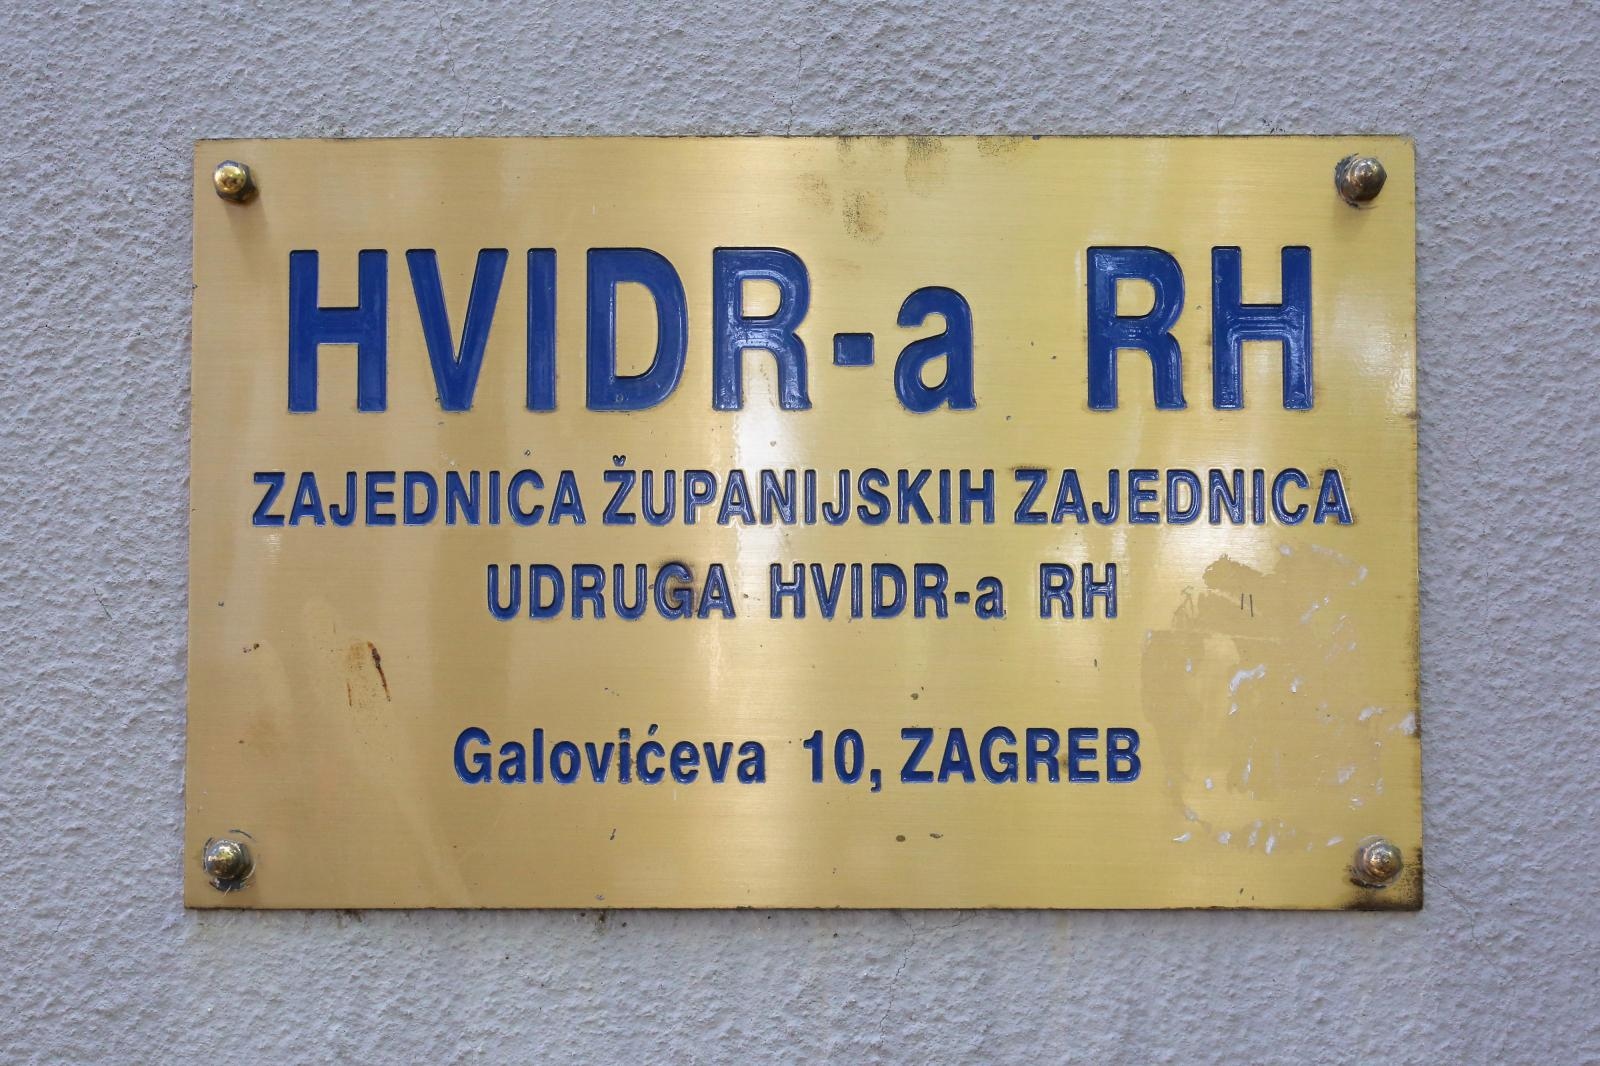 HVIDR-a RH
ZAJEDNICA ŽUPANIJSKIH ZAJEDNICA
UDRUGA HVIDR-a RH
Galovićeva 10, ZAGREB